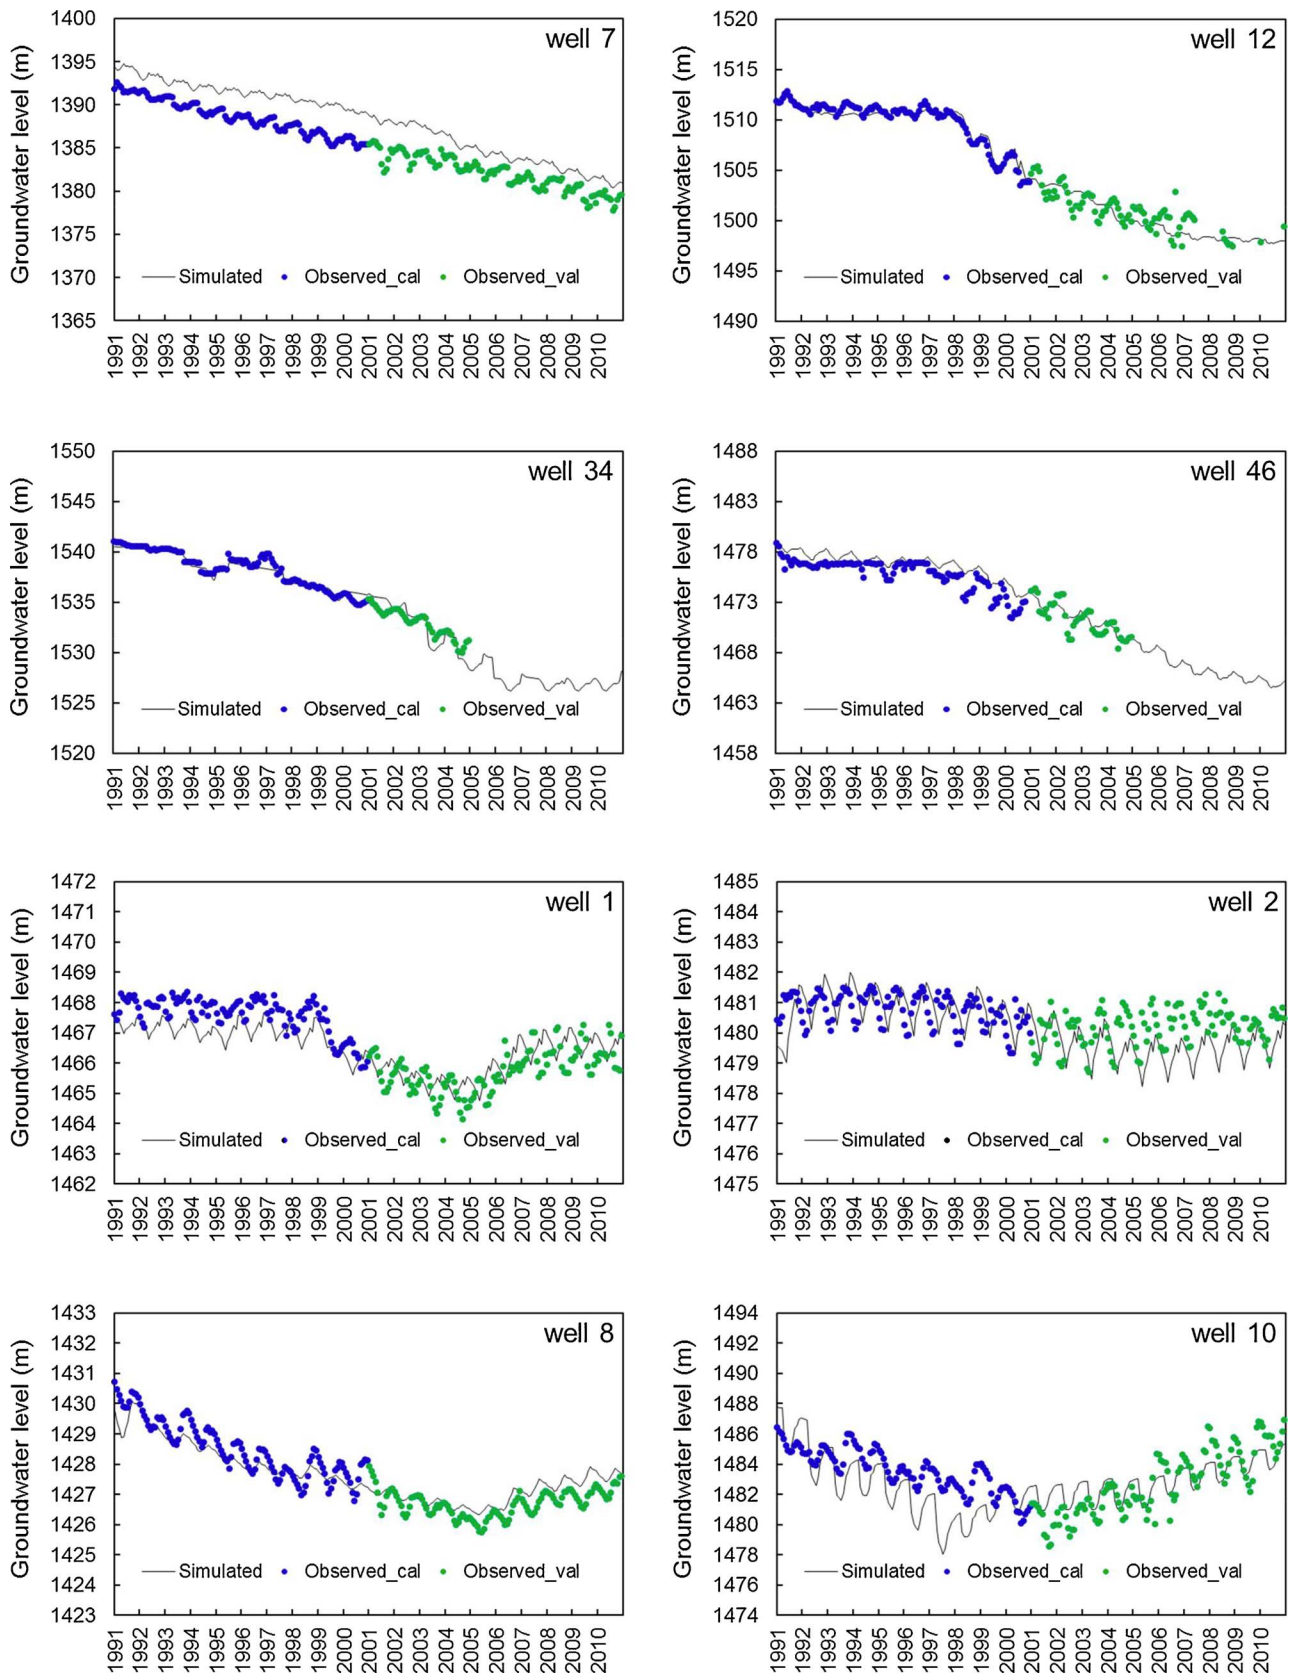 well 7
Groundwater level (m)
1400
1395
1390
1385
1380
1375
1370
1365
Simulated Observed_cal Observed_val
1991 1992 1993 1994 1995 1996 1997 1998 1999 2000 2001 2002 2003 2004 2005 2006 2007 2008 2009 2010
well 12
Groundwater level (m)
1520
1515
1510
1505
1500
1495
1490
Simulated Observed_cal Observed_val
1991 1992 1993 1994 1995 1996 1997 1998 1999 2000 2001 2002 2003 2004 2005 2006 2007 2008 2009 2010
well 34
Groundwater level (m)
1550
1545
1540
1535
1530
1525
1520
Simulated Observed_cal Observed_val
1991 1992 1993 1994 1995 1996 1997 1998 1999 2000 2001 2002 2003 2004 2005 2006 2007 2008 2009 2010
well 46
Groundwater level (m)
1488
1483
1478
1473
1468
1463
1458
Simulated Observed_cal Observed_val
1991 1992 1993 1994 1995 1996 1997 1998 1999 2000 2001 2002 2003 2004 2005 2006 2007 2008 2009 2010
well 1
Groundwater level (m)
1472
1471
1470
1469
1468
1467
1466
1465
1464
1463
1462
Simulated Observed_cal Observed_val
1991 1992 1993 1994 1995 1996 1997 1998 1999 2000 2001 2002 2003 2004 2005 2006 2007 2008 2009 2010
well 2
Groundwater level (m)
1485
1484
1483
1482
1481
1480
1479
1478
1477
1476
1475
Simulated Observed_cal Observed_val
1991 1992 1993 1994 1995 1996 1997 1998 1999 2000 2001 2002 2003 2004 2005 2006 2007 2008 2009 2010
well 8
Groundwater level (m)
1433
1432
1431
1430
1429
1428
1427
1426
1425
1424
1423
Simulated Observed_cal Observed_val
1991 1992 1993 1994 1995 1996 1997 1998 1999 2000 2001 2002 2003 2004 2005 2006 2007 2008 2009 2010
well 10
Groundwater level (m)
1494
1492
1490
1488
1486
1484
1482
1480
1478
1476
1474
Simulated Observed_cal Observed_val
1991 1992 1993 1994 1995 1996 1997 1998 1999 2000 2001 2002 2003 2004 2005 2006 2007 2008 2009 2010